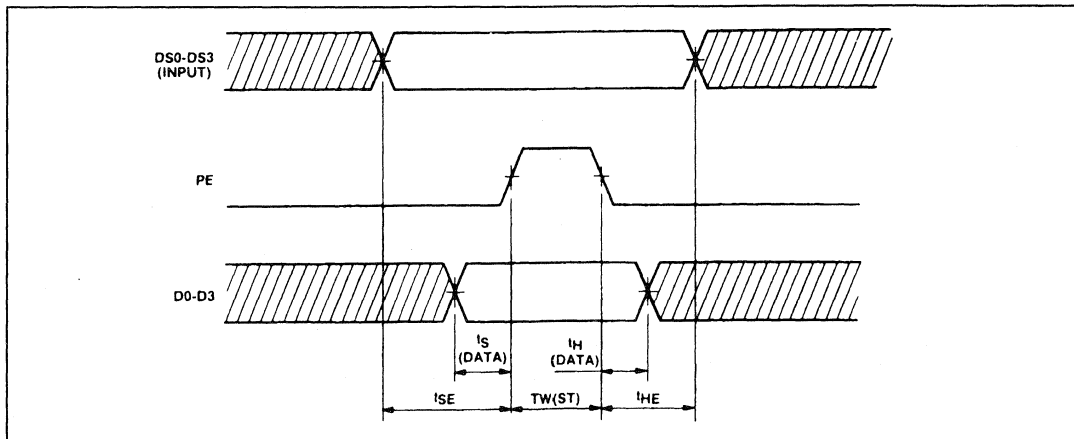 DS0-DS3
(INPUT)
PE
D0-D3
tS
(DATA)
tH
(DATA)
tSE
TW(ST)
tHE